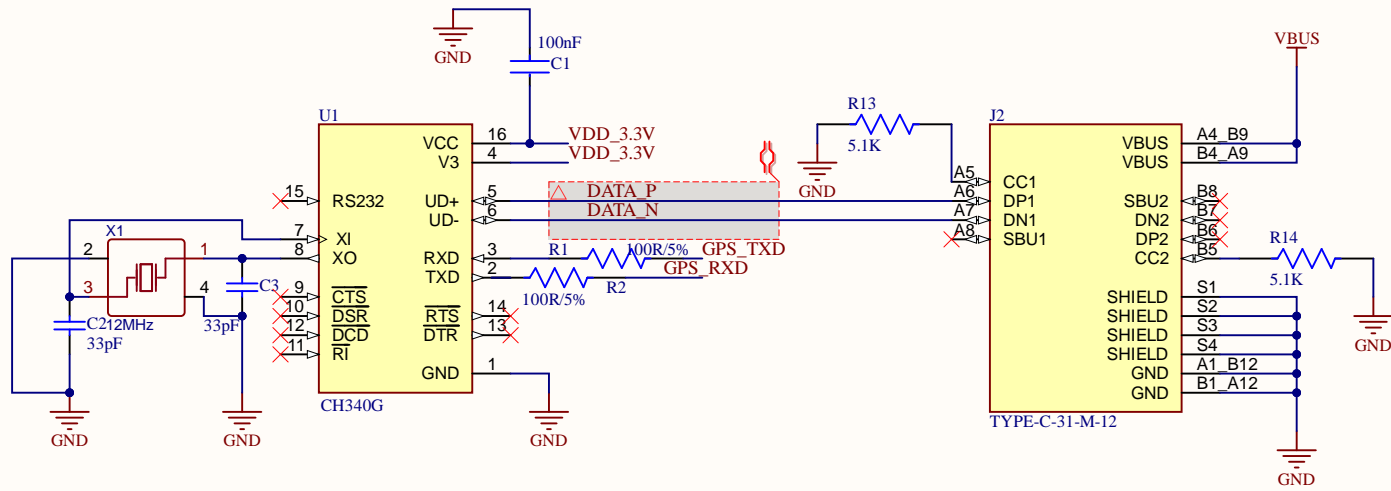 GND
100nF
C1
U1
VCC
16
VDD_3.3V
V3
4
VDD_3.3V
15
RS232
UD+
5
DATA_P
UD-
6
DATA_N
7
XI
8
XO
RXD
3
R1
100R/5%
GPS_TXD
TXD
2
100R/5%
R2
GPS_RXD
9
CTS
10
DSR
12
DCD
11
RI
RTS
14
DTR
13
GND
1
CH340G
GND
X1
2
1
3
4
12MHz
C2
33pF
C3
33pF
GND
GND
R13
5.1K
GND
J2
A5
CC1
A6
DP1
A7
DN1
A8
SBU1
VBUS
VBUS
A4_B9
VBUS
B4_A9
SBU2
B8
DN2
B7
DP2
B6
CC2
B5
R14
5.1K
GND
SHIELD
S1
SHIELD
S2
SHIELD
S3
SHIELD
S4
GND
A1_B12
GND
B1_A12
TYPE-C-31-M-12
GND